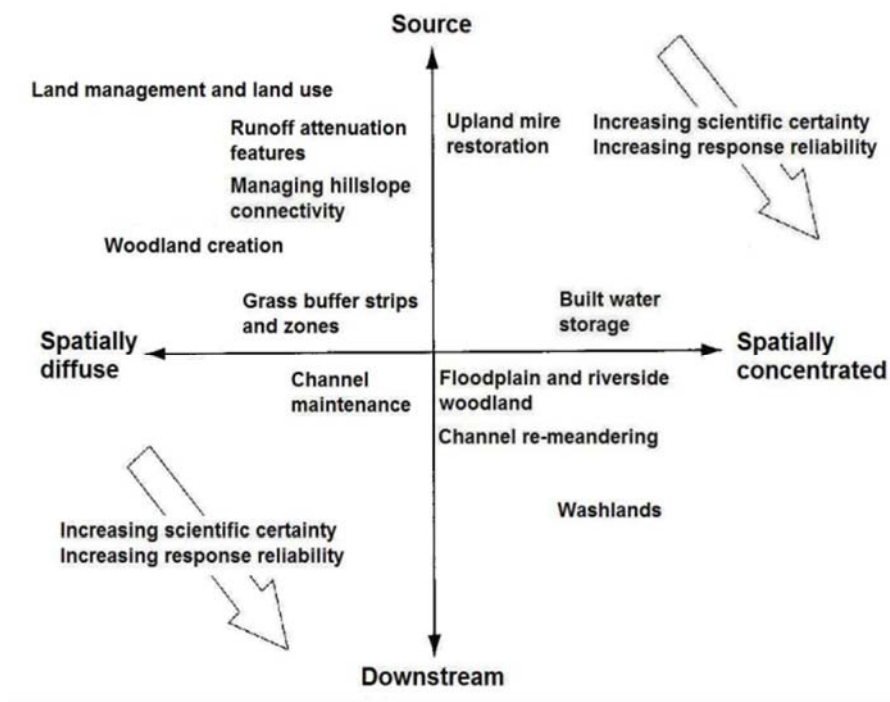 Source
Land management and land use
Runoff attenuation
features
Upland mire
restoration
Increasing scientific certainty
Increasing response reliability
Managing hillslope
connectivity
Woodland creation
Grass buffer strips
and zones
Built water
storage
Spatially
diffuse
Spatially
concentrated
Channel
maintenance
Floodplain and riverside
woodland
Channel re-meandering
Washlands
Increasing scientific certainty
Increasing response reliability
Downstream